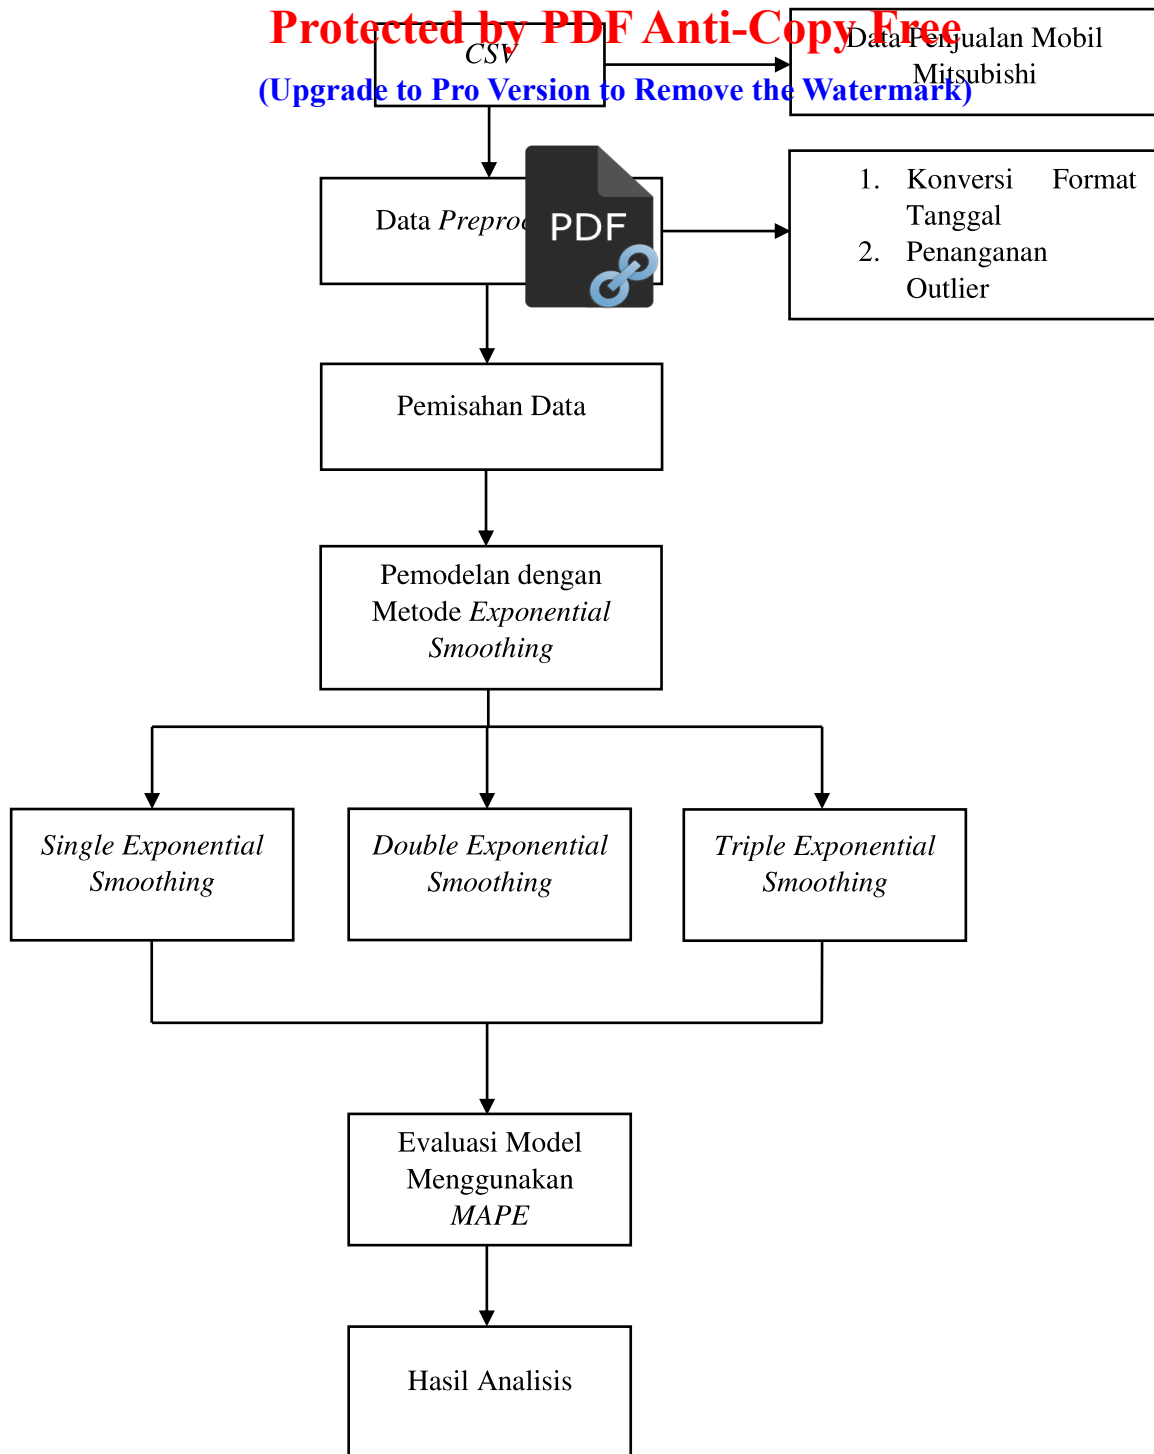 Protected by PDF Anti-Copy Free
(Upgrade to Pro Version to Remove the Watermark)
CSV
Data Penjualan Mobil
Mitsubishi
Data
PDF
1. Konversi Format
Tanggal
2. Penanganan
Outlier
Pemisahan Data
Pemodelan dengan
Metode Exponential
Smoothing
Single Exponential
Smoothing
Double Exponential
Smoothing
Triple Exponential
Smoothing
Evaluasi Model
Menggunakan
MAPE
Hasil Analisis